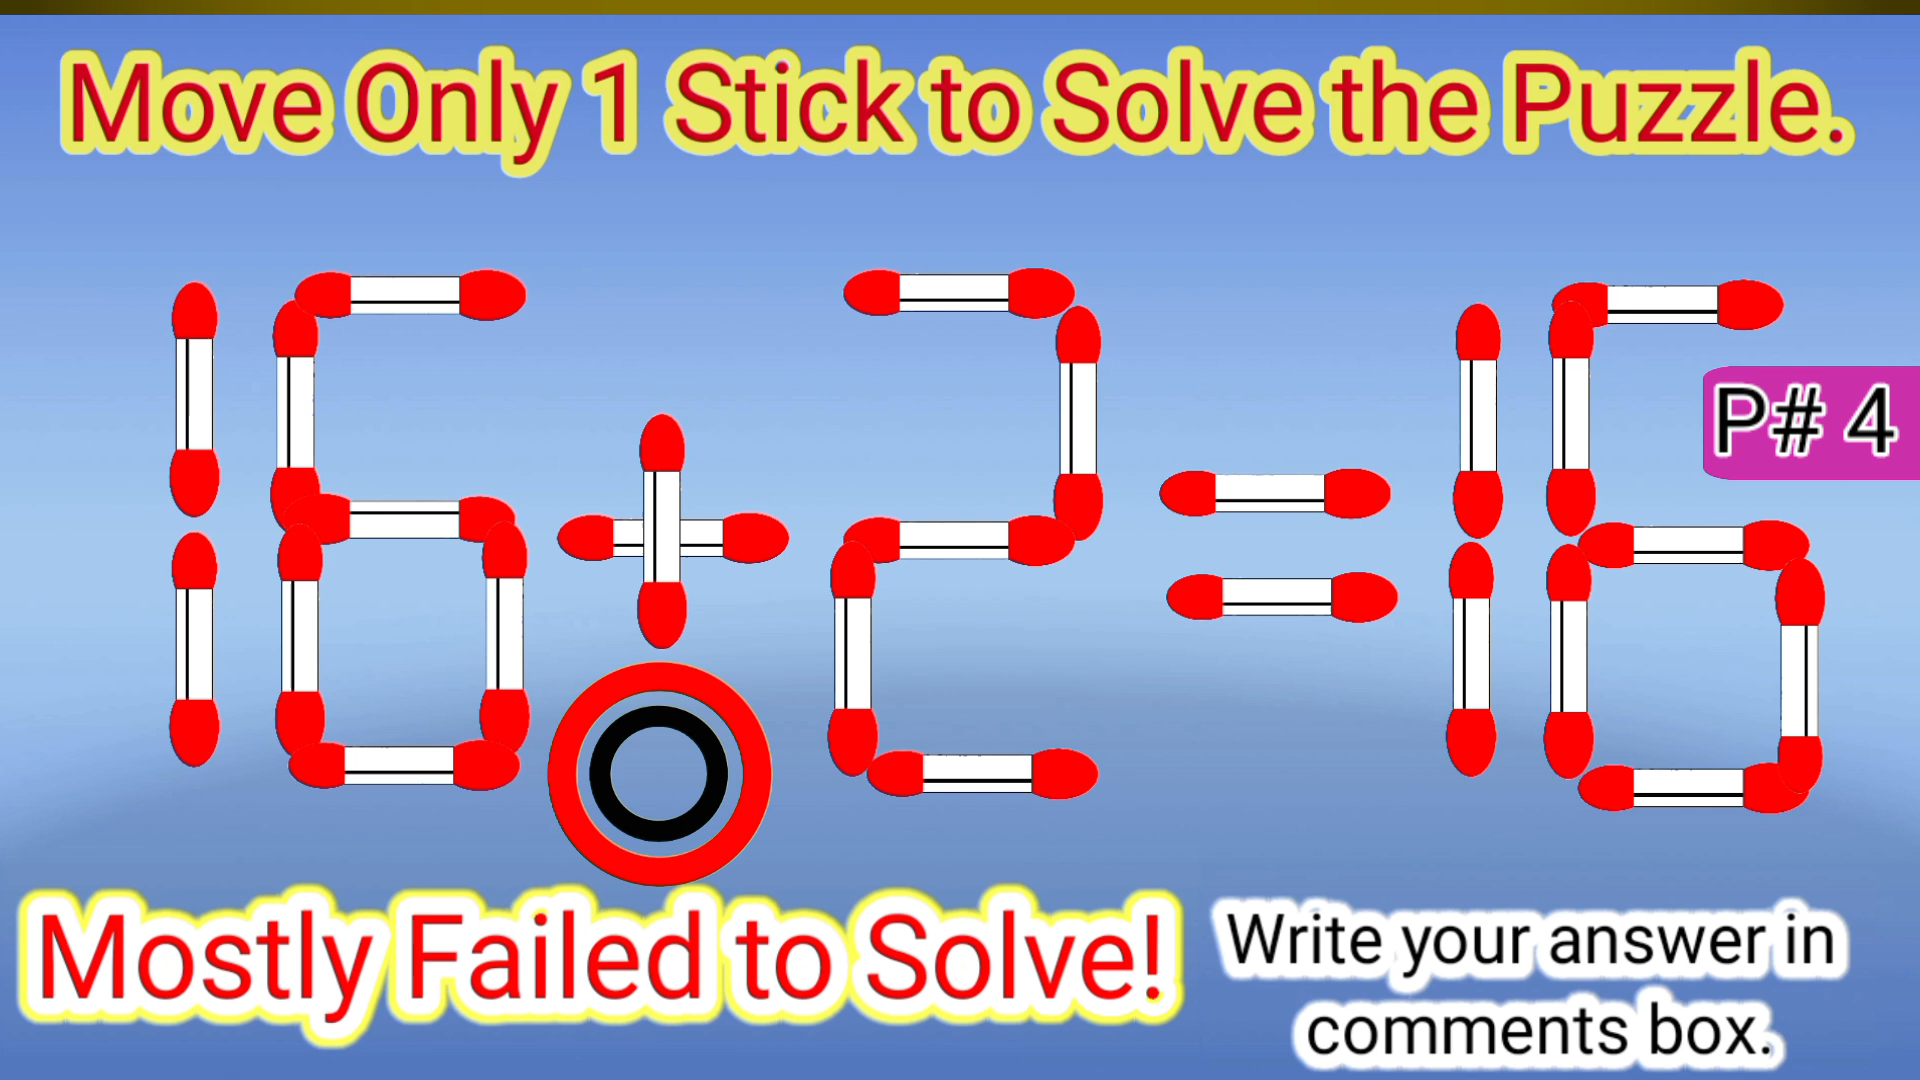 Move Only 1 Stick to Solve the Puzzle.
16+2=16
P# 4
Mostly Failed to Solve!
Write your answer in
comments box.